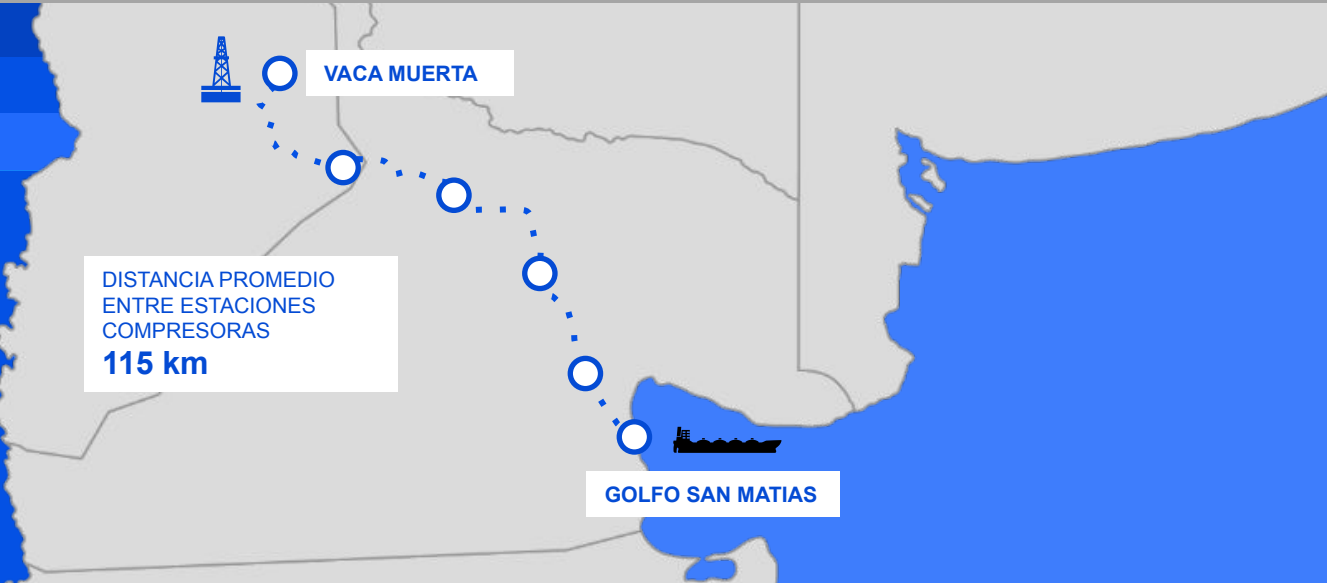 VACA MUERTA
DISTANCIA PROMEDIO
ENTRE ESTACIONES
COMPRESORAS
115 km
GOLFO SAN MATIAS